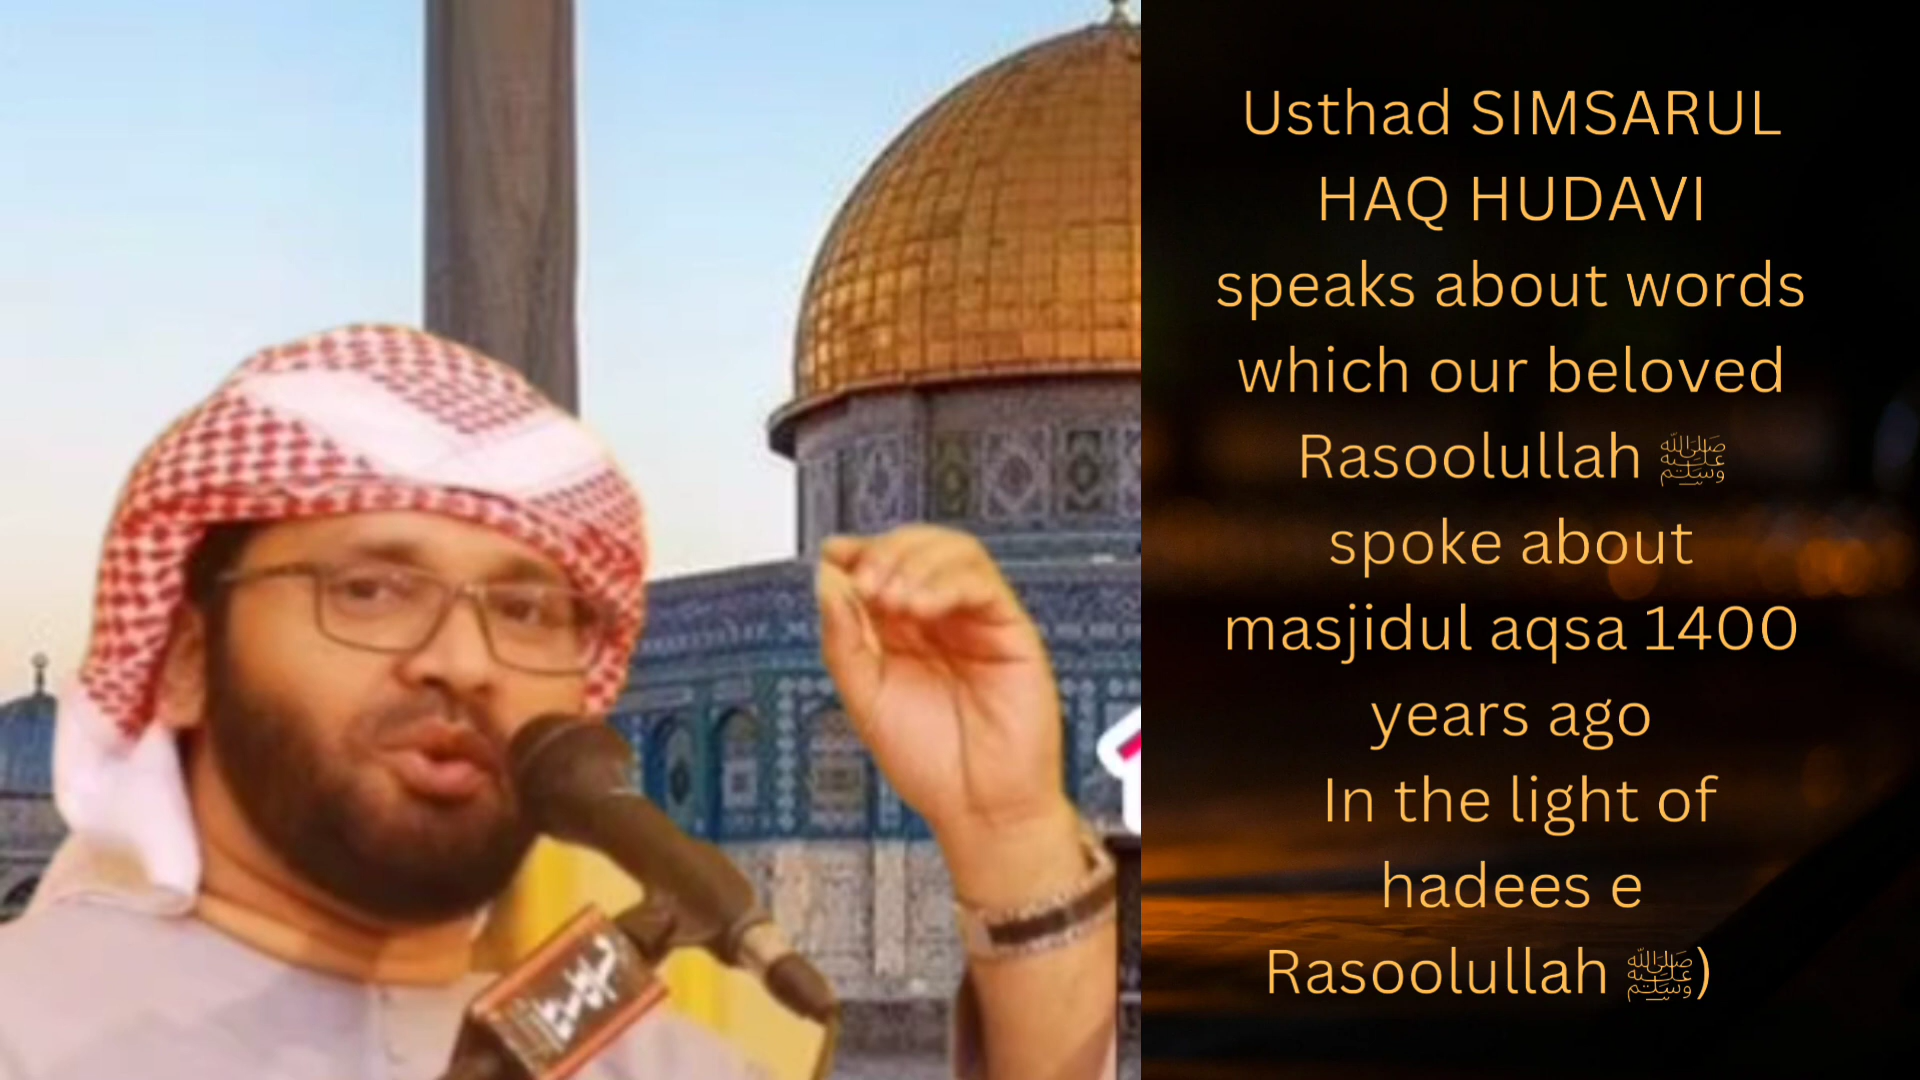 Usthad SIMSARUL
HAQ HUDAVI
speaks about words
which our beloved
Rasoolullah ﷺ
spoke about
masjidul aqsa 1400
years ago
In the light of
hadees e
Rasoolullah ﷺ)